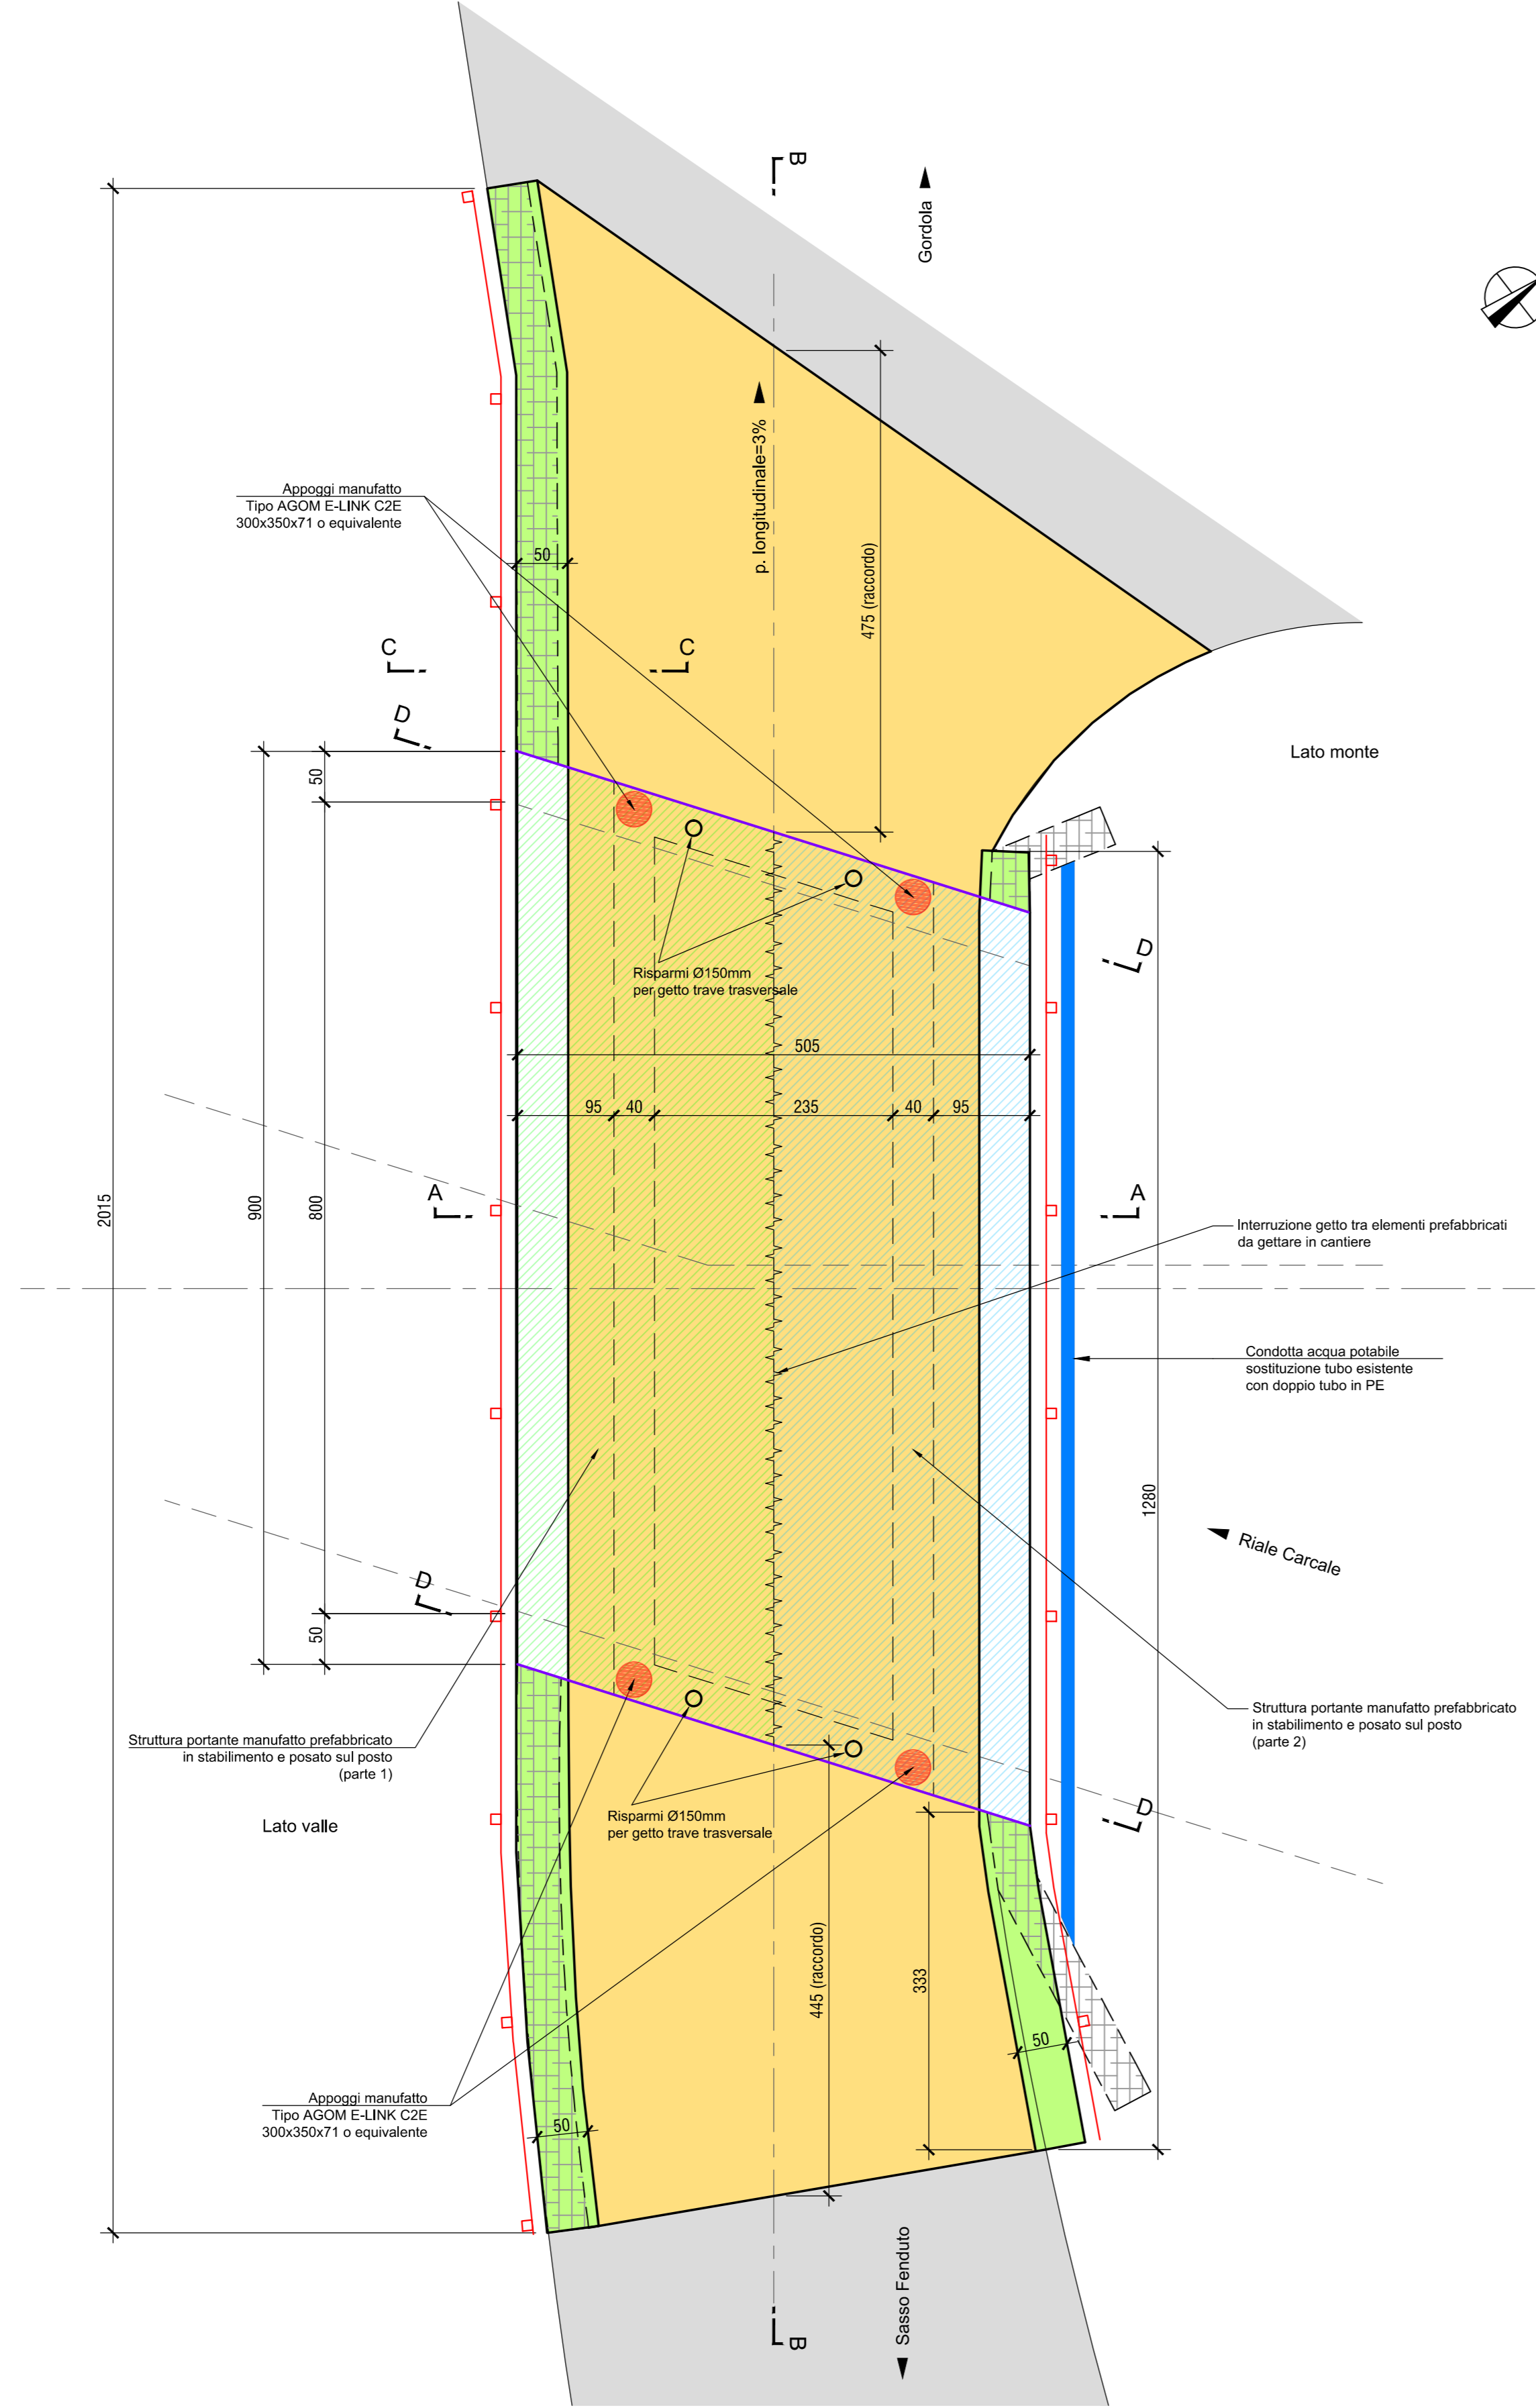 B
Gordola
p. longitudinale=3%
475 (raccordo)
Appoggi manufatto
Tipo AGOM E-LINK C2E
300x350x71 o equivalente
50
C
C
D
Lato monte
50
D
Risparmi Ø150mm
per getto trave trasversale
505
95
40
235
40
95
2015
900
800
A
A
Interruzione getto tra elementi prefabbricati
da gettare in cantiere
Condotta acqua potabile
sostituzione tubo esistente
con doppio tubo in PE
1280
Riale Carcale
D
50
Struttura portante manufatto prefabbricato
in stabilimento e posato sul posto
(parte 1)
Struttura portante manufatto prefabbricato
in stabilimento e posato sul posto
(parte 2)
Lato valle
Risparmi Ø150mm
per getto trave trasversale
D
445 (raccordo)
333
50
Appoggi manufatto
Tipo AGOM E-LINK C2E
300x350x71 o equivalente
50
Sasso Fenduto
B